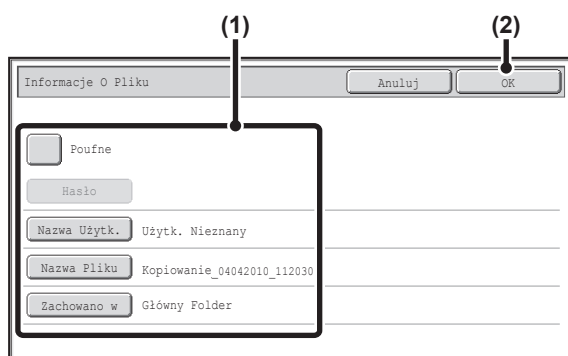 (1) (2)
Informacje O Pliku Anuluj OK
Poufne
Hasło
Nazwa Użytk. Użytk. Nieznany
Nazwa Pliku Kopiowanie_04042010_112030
Zachowano w Główny Folder